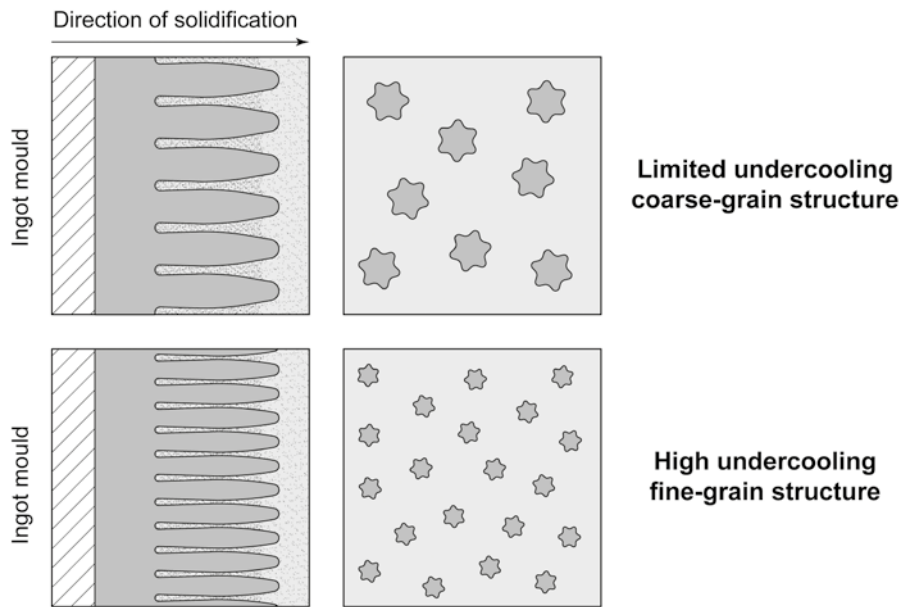 Direction of solidification
Ingot mould
Limited undercooling
coarse-grain structure
Ingot mould
High undercooling
fine-grain structure